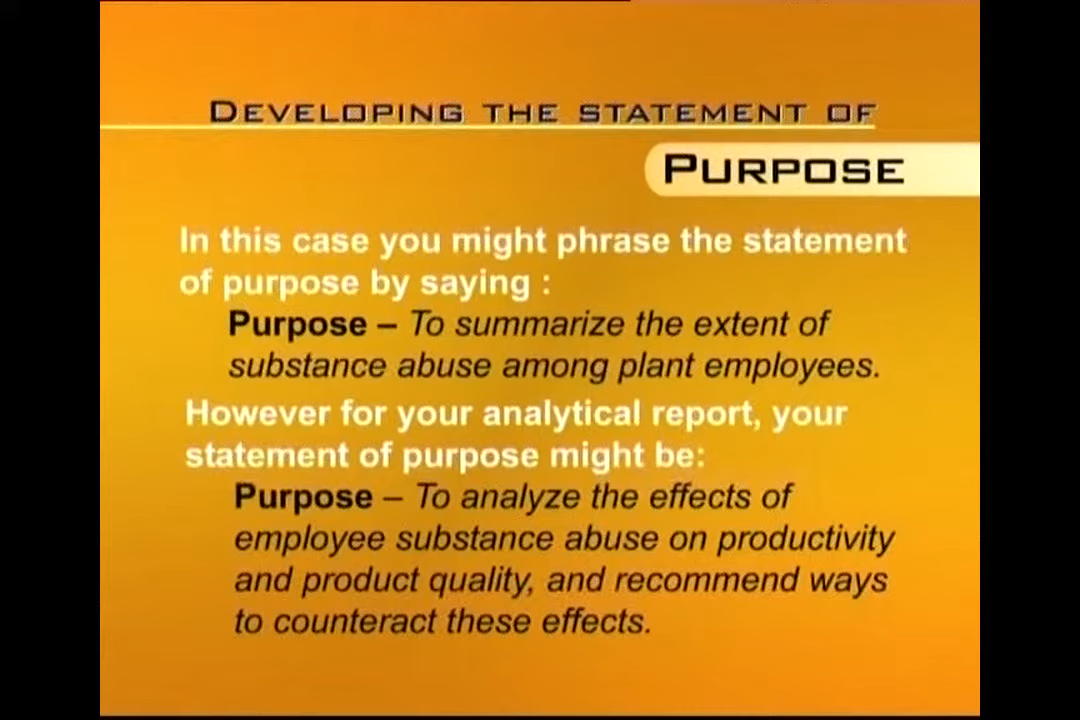 DEVELOPING THE STATEMENT OF
PURPOSE
In this case you might phrase the statement
of purpose by saying :
Purpose – To summarize the extent of
substance abuse among plant employees.
However for your analytical report, your
statement of purpose might be:
Purpose – To analyze the effects of
employee substance abuse on productivity
and product quality, and recommend ways
to counteract these effects.